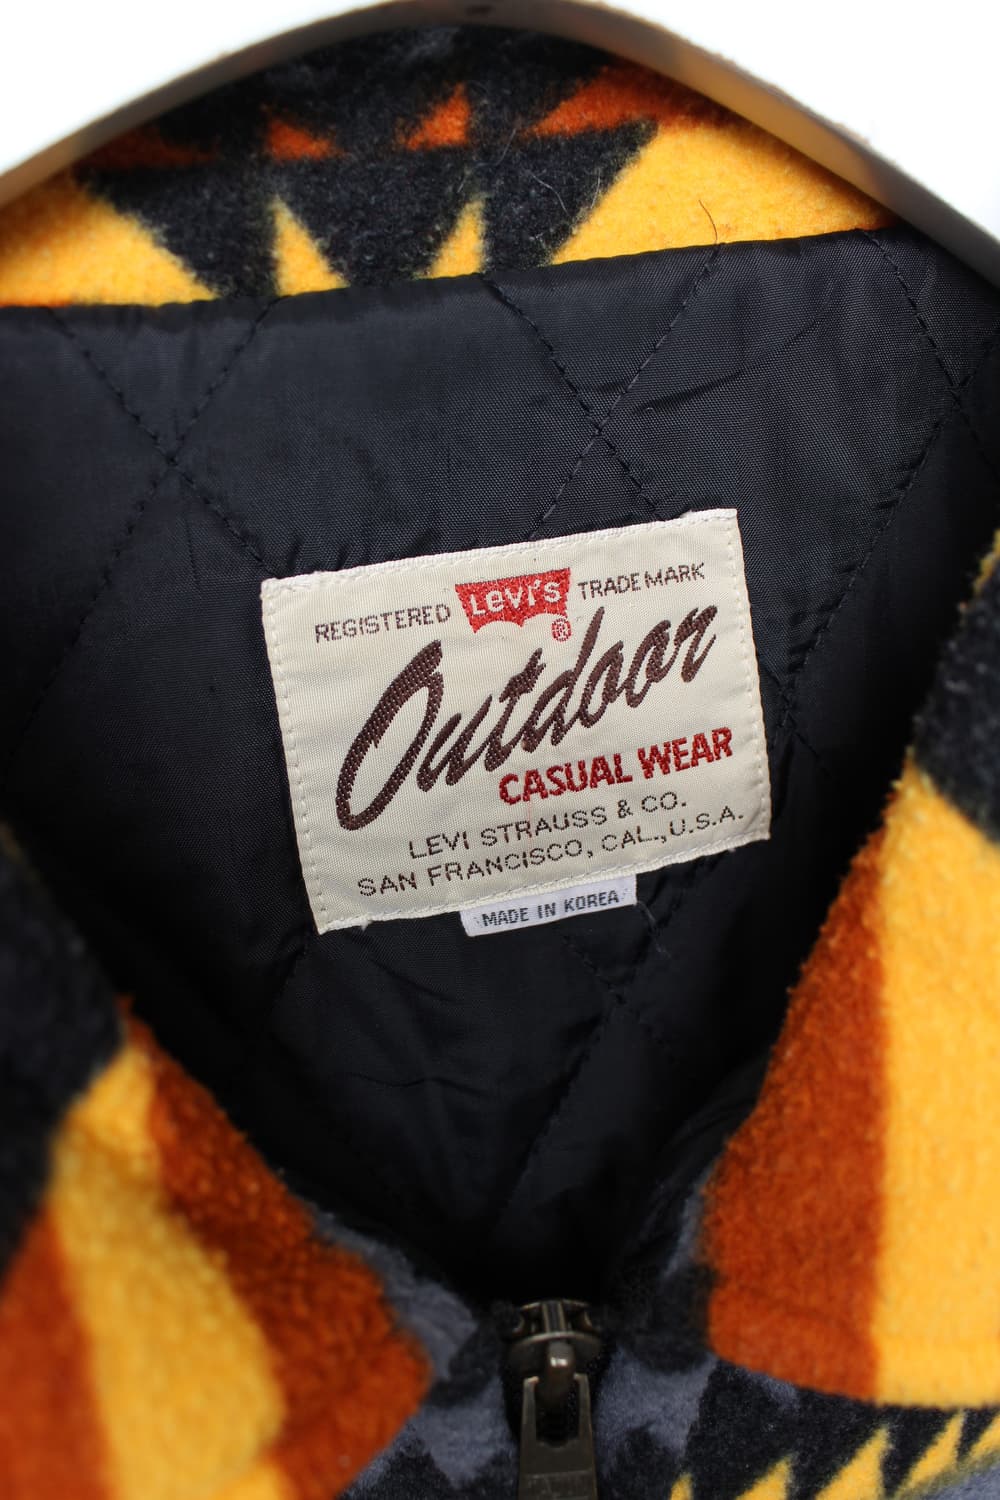 REGISTERED Levi's ® TRADE MARK
Outdoor
CASUAL WEAR
LEVI STRAUSS & CO.
SAN FRANCISCO, CAL., U.S.A.
MADE IN KOREA